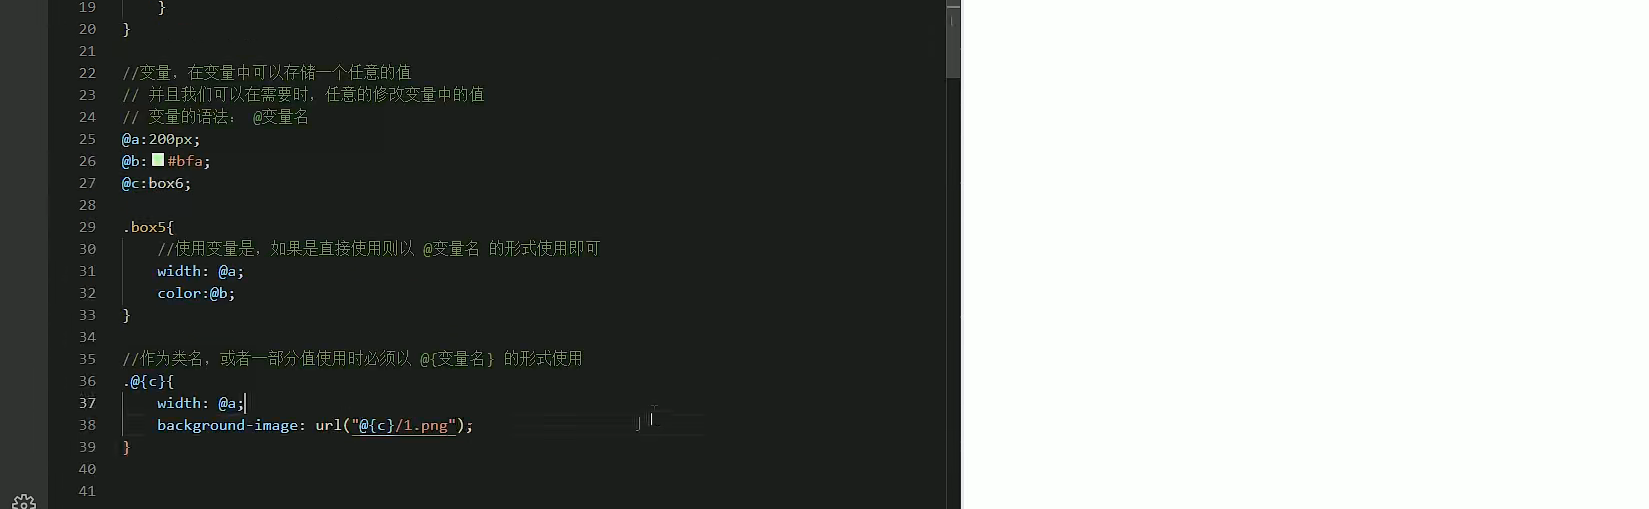 19 }
20 }
21
22 //变量，在变量中可以存储一个任意的值
23 // 并且我们可以在需要时，任意的修改变量中的值
24 // 变量的语法： @变量名
25 @a:200px;
26 @b:#bfa;
27 @c:box6;
28
29 .box5{
30 //使用变量是，如果是直接使用则以 @变量名 的形式使用即可
31 width: @a;
32 color:@b;
33 }
34
35 //作为类名，或者一部分值使用时必须以 @{变量名} 的形式使用
36 .@{c}{
37 width: @a;
38 background-image: url("@{c}/1.png");
39 }
40
41